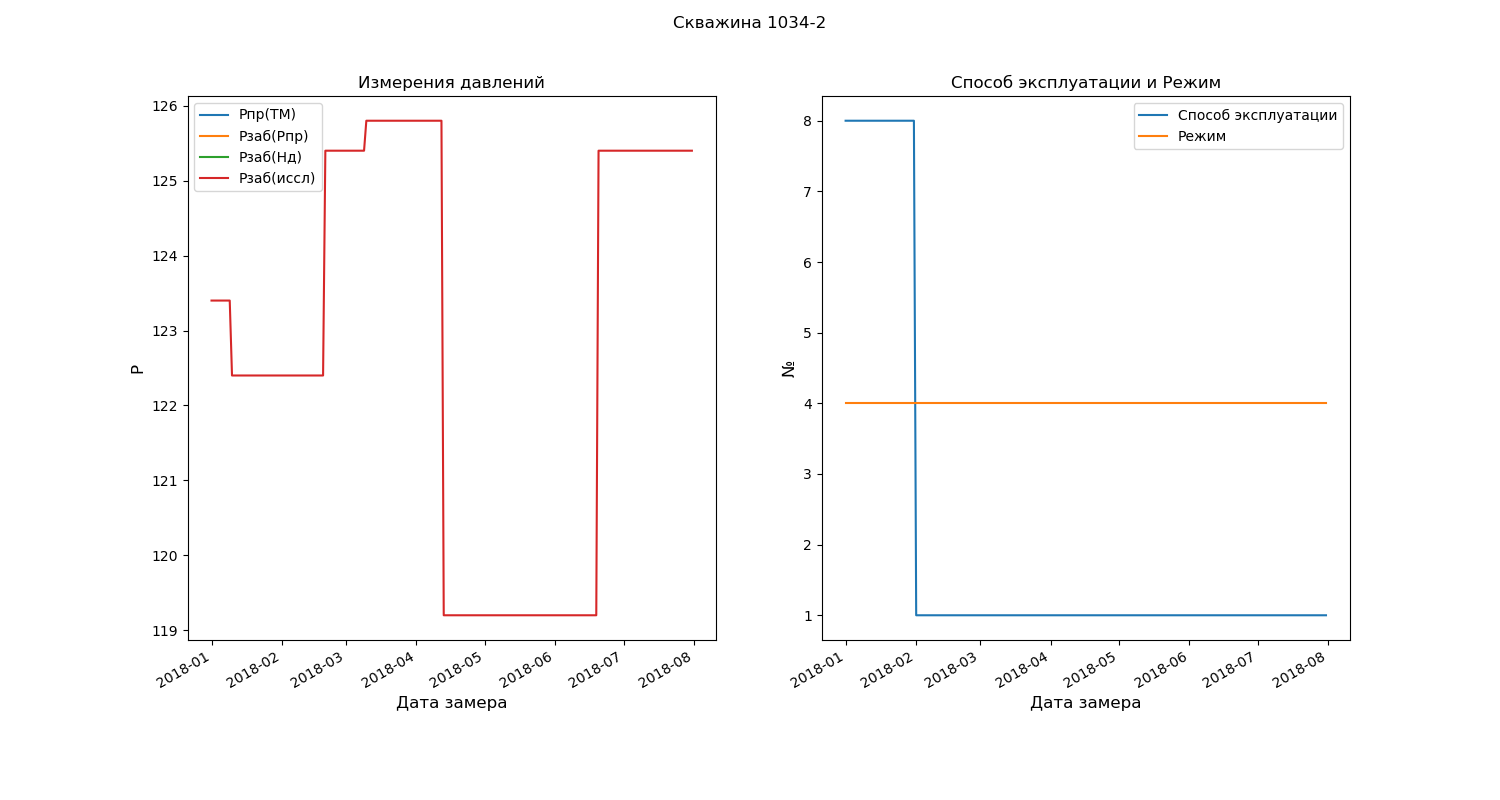 Скважина 1034-2
Измерения давлений
126
125
124
123
122
121
120
119
P
Рпр(ТМ)
Рзаб(Рпр)
Рзаб(Нд)
Рзаб(иссл)
2018-01
2018-02
2018-03
2018-04
2018-05
2018-06
2018-07
2018-08
Дата замера
Способ эксплуатации и Режим
8
7
6
5
4
3
2
1
№
Способ эксплуатации
Режим
2018-01
2018-02
2018-03
2018-04
2018-05
2018-06
2018-07
2018-08
Дата замера